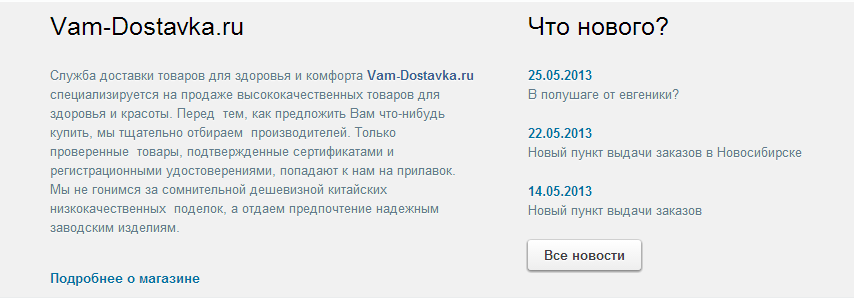 Vam-Dostavka.ru
Служба доставки товаров для здоровья и комфорта Vam-Dostavka.ru
специализируется на продаже высококачественных товаров для
здоровья и красоты. Перед  тем, как предложить Вам что-нибудь
купить, мы тщательно отбираем  производителей. Только
проверенные  товары, подтвержденные сертификатами и
регистрационными удостоверениями, попадают к нам на прилавок.
Мы не гонимся за сомнительной дешевизной китайских
низкокачественных  поделок, а отдаем предпочтение надежным
заводским изделиям.
Подробнее о магазине
Что нового?
25.05.2013
В полушаге от евгеники?
22.05.2013
Новый пункт выдачи заказов в Новосибирске
14.05.2013
Новый пункт выдачи заказов
Все новости